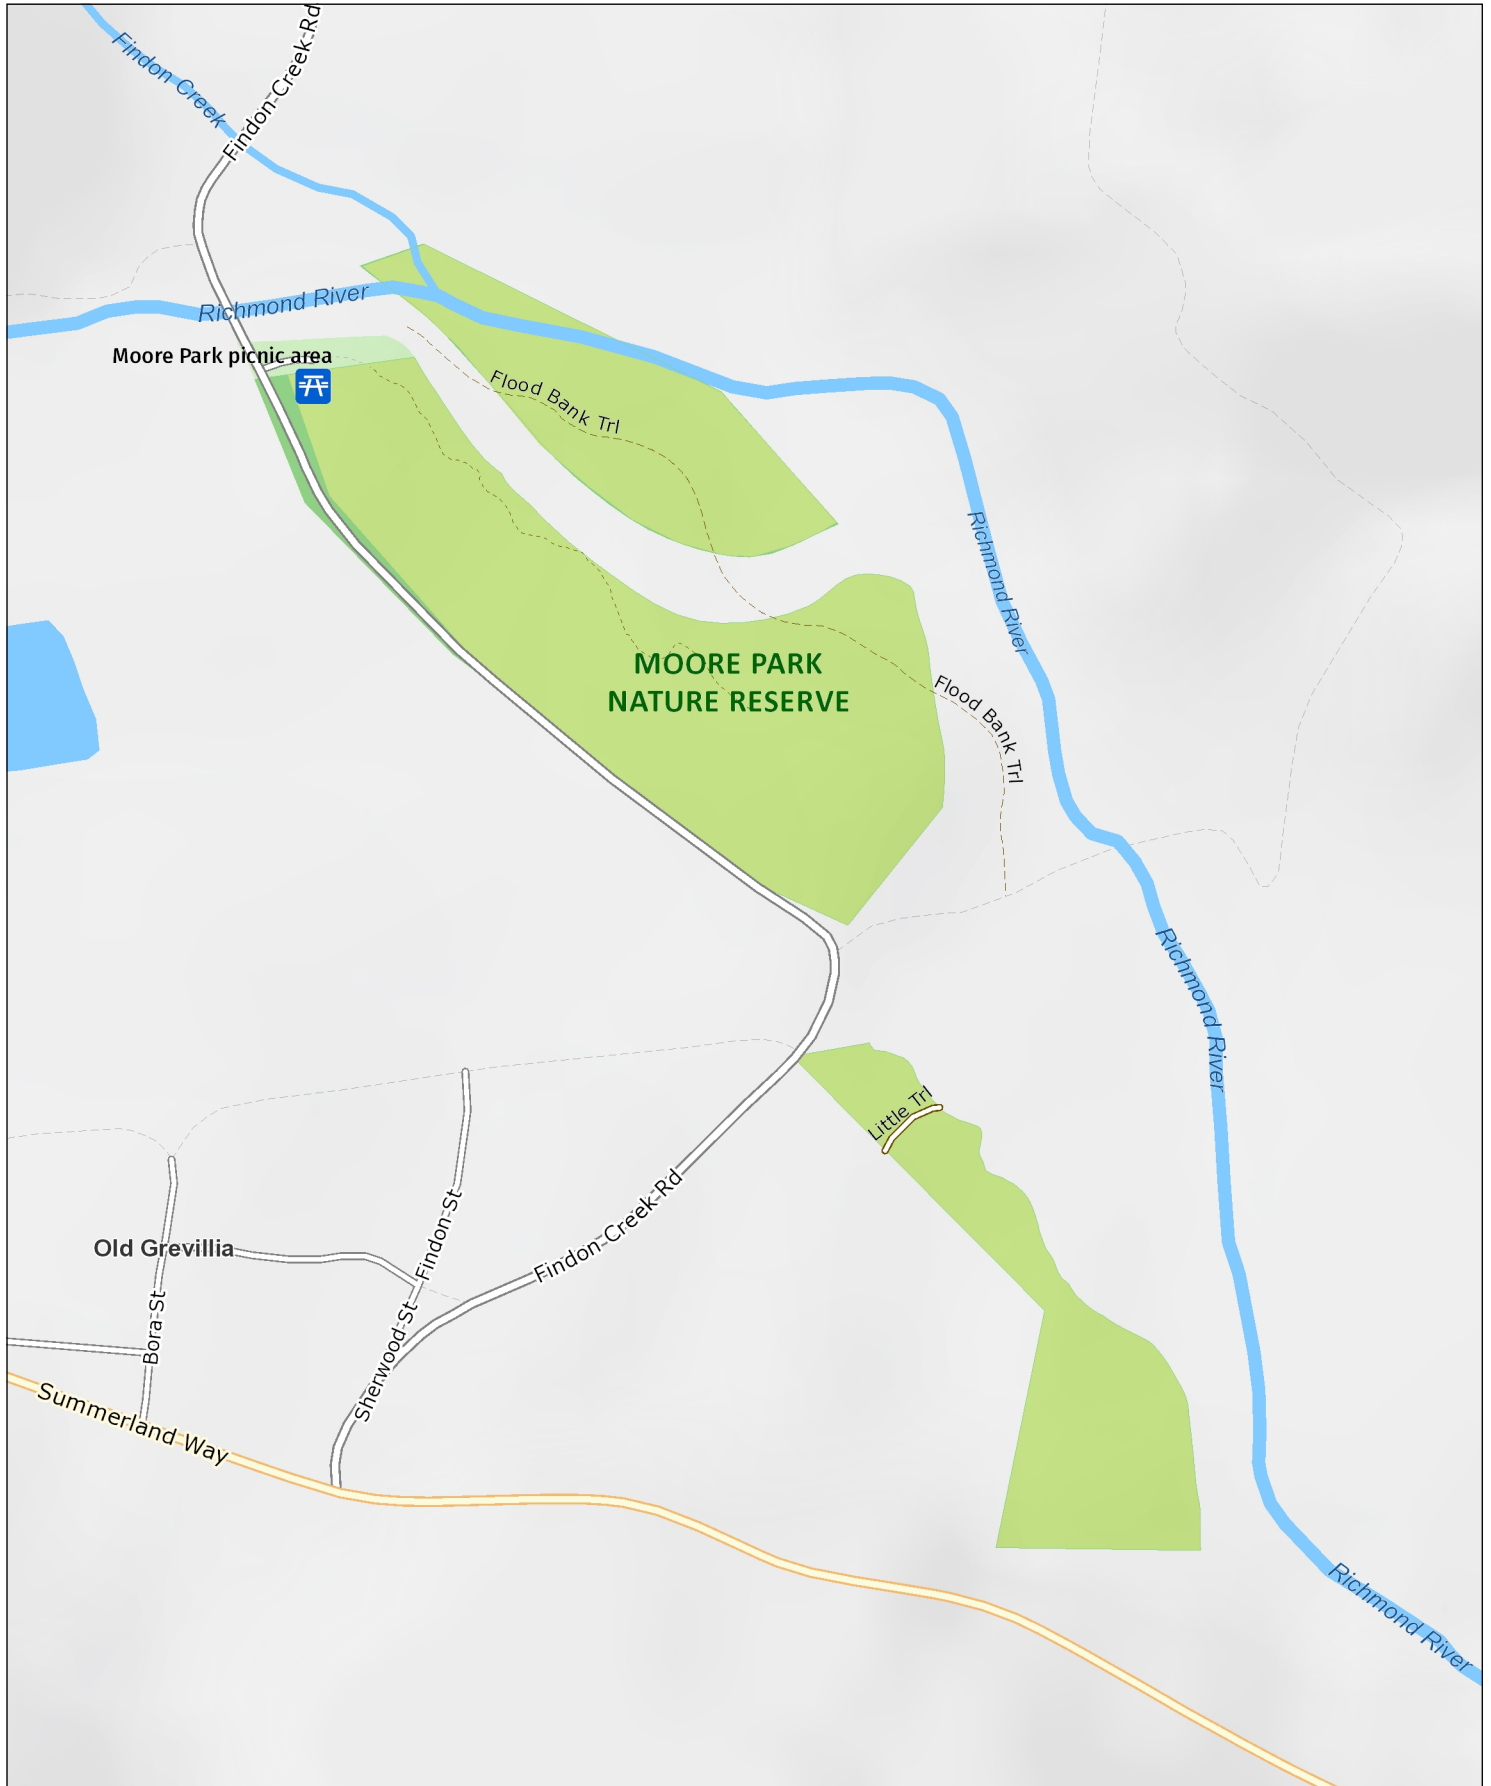 Findon Creek
Findon-Creek-Rd
Richmond River
Moore Park picnic area
Flood Bank Trl
Richmond River
MOORE PARK
NATURE RESERVE
Flood Bank Trl
Richmond River
Little Trl
Findon-Creek-Rd
Findon-St
Old Grevillia
Bora-St
Sherwood-St
Summerland Way
Richmond River